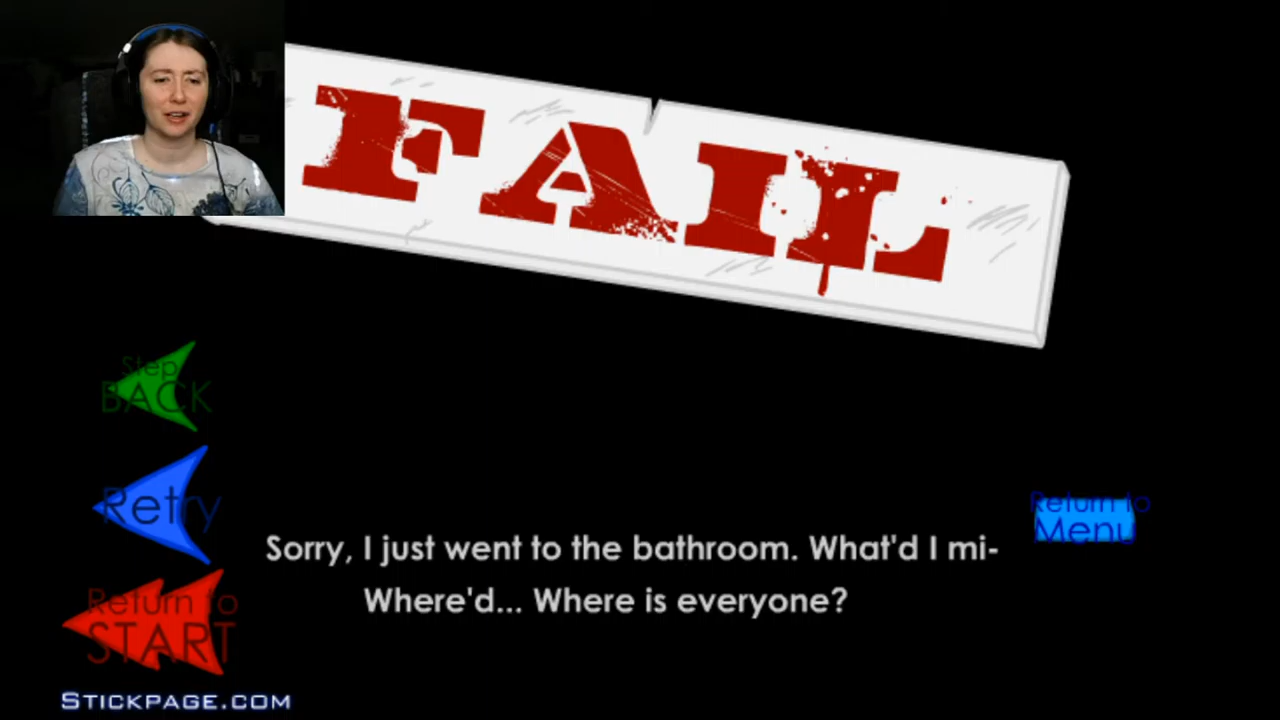 FAIL
Step
BACK
Retry
Return to
Menu
Sorry, I just went to the bathroom. What'd I mi-
Where'd... Where is everyone?
Return to
START
STICKPAGE.COM